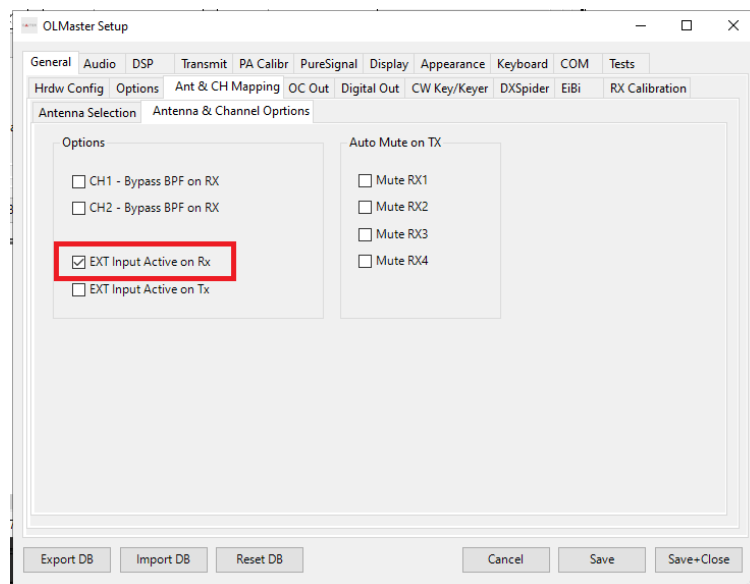 OLMaster Setup
General Audio DSP Transmit PA Calibr PureSignal Display Appearance Keyboard COM Tests
Hrdw Config Options Ant & CH Mapping OC Out Digital Out CW Key/Keyer DXSpider EiBi RX Calibration
Antenna Selection Antenna & Channel Oprtions
Options
CH1 - Bypass BPF on RX
CH2 - Bypass BPF on RX
EXT Input Active on Rx
EXT Input Active on Tx
Auto Mute on TX
Mute RX1
Mute RX2
Mute RX3
Mute RX4
Export DB Import DB Reset DB Cancel Save Save+Close